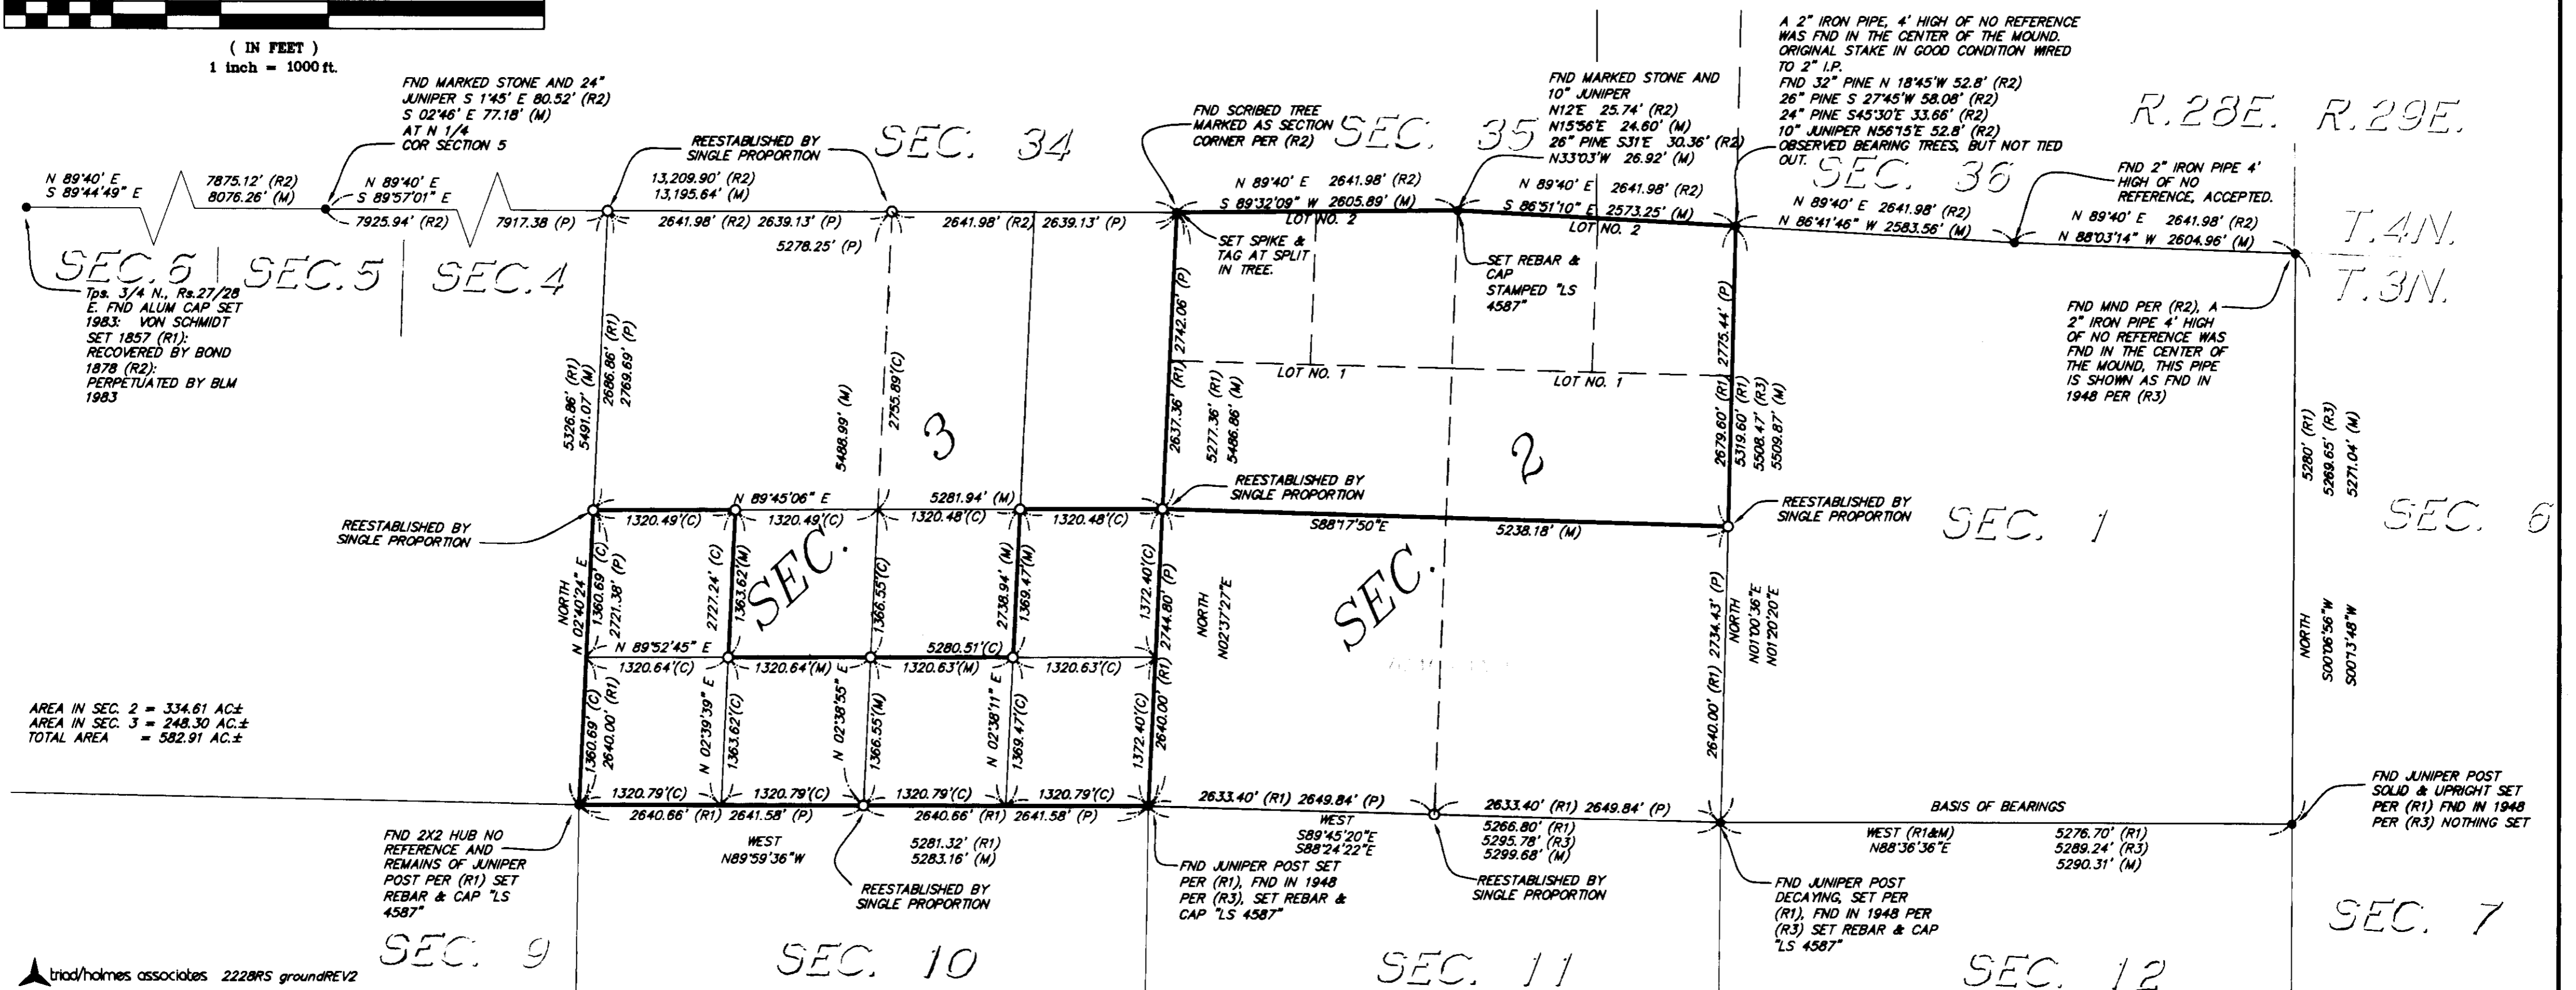 ( IN FEET )
1 inch = 1000 ft.
FND MARKED STONE AND 24"
JUNIPER S 1°45' E 80.52' (R2)
S 02°46' E 77.18' (M)
AT N 1/4
COR SECTION 5
REESTABLISHED BY
SINGLE PROPORTION
SEC. 34
FND SCRIBED TREE
MARKED AS SECTION
CORNER PER (R2)
SEC. 35
FND MARKED STONE AND
10" JUNIPER
N12°E 25.74' (R2)
N15°56'E 24.60' (M)
26" PINE S31°E 30.36' (R2)
N33°03'W 26.92' (M)
A 2" IRON PIPE, 4' HIGH OF NO REFERENCE
WAS FND IN THE CENTER OF THE MOUND.
ORIGINAL STAKE IN GOOD CONDITION WIRED
TO 2" I.P.
FND 32" PINE N 18°45'W 52.8' (R2)
26" PINE S 27°45'W 58.08' (R2)
24" PINE S45°30'E 33.66' (R2)
10" JUNIPER N56°15'E 52.8' (R2)
OBSERVED BEARING TREES, BUT NOT TIED
OUT.
SEC. 36
R.28E. R.29E.
FND 2" IRON PIPE 4'
HIGH OF NO
REFERENCE, ACCEPTED.
N 89°40' E
S 89°44'49" E
7875.12' (R2)
8076.26' (M)
N 89°40' E
S 89°57'01" E
7925.94' (R2)
7917.38 (P)
13,209.90' (R2)
13,195.64' (M)
2641.98' (R2) 2639.13' (P)
5278.25' (P)
2641.98' (R2) 2639.13' (P)
N 89°40' E 2641.98' (R2)
S 89°32'09" W 2605.89' (M)
LOT NO. 2
N 89°40' E 2641.98' (R2)
S 86°51'10" E 2573.25' (M)
LOT NO. 2
N 89°40' E 2641.98' (R2)
N 86°41'46" W 2583.56' (M)
N 89°40' E 2641.98' (R2)
N 88°03'14" W 2604.96' (M)
T.4N.
T.3N.
SEC. 6
SEC. 5
SEC. 4
Tps. 3/4 N., Rs.27/28
E. FND ALUM CAP SET
1983: VON SCHMIDT
SET 1857 (R1):
RECOVERED BY BOND
1878 (R2):
PERPETUATED BY BLM
1983
SET SPIKE &
TAG AT SPLIT
IN TREE.
SET REBAR &
CAP
STAMPED "LS
4587"
FND MND PER (R2), A
2" IRON PIPE 4' HIGH
OF NO REFERENCE WAS
FND IN THE CENTER OF
THE MOUND, THIS PIPE
IS SHOWN AS FND IN
1948 PER (R3)
5326.86' (R1)
5491.07' (M)
2686.86' (R1)
2769.69' (P)
5488.99' (M)
2755.89'(C)
2637.36' (R1) 2742.06' (P)
5277.36' (R1)
5486.86' (M)
LOT NO. 1
LOT NO. 1
2679.60' (R1) 2775.44' (P)
5319.60' (R1)
5508.47' (R3)
5509.87' (M)
5280' (R1)
5269.65' (R3)
5271.04' (M)
SEC. 3
SEC. 2
SEC. 1
SEC. 6
REESTABLISHED BY
SINGLE PROPORTION
N 89°45'06" E
5281.94' (M)
1320.49'(C)
1320.49'(C)
1320.48'(C)
1320.48'(C)
REESTABLISHED BY
SINGLE PROPORTION
S88°17'50"E
5238.18' (M)
REESTABLISHED BY
SINGLE PROPORTION
NORTH
N 02°40'24" E
1360.69' (C)
2721.38' (P)
2727.24' (C)
1363.62'(M)
1366.55'(C)
2738.94' (M)
1369.47'(M)
1372.40'(C)
2640.00' (R1) 2744.80' (P)
NORTH
N02°37'27"E
2640.00' (R1) 2734.43' (P)
NORTH
N01°00'36"E
N01°20'20"E
NORTH
S00°06'56"W
S00°13'48"W
N 89°52'45" E
5280.51'(C)
1320.64'(C)
1320.64'(M)
1320.63'(M)
1320.63'(C)
1360.69' (C)
2640.00' (R1)
N 02°39'39" E
1363.62'(C)
N 02°38'55" E
1366.55'(M)
N 02°38'11" E
1369.47'(C)
1372.40'(C)
AREA IN SEC. 2 = 334.61 AC±
AREA IN SEC. 3 = 248.30 AC.±
TOTAL AREA = 582.91 AC.±
1320.79'(C)
1320.79'(C)
1320.79'(C)
1320.79'(C)
2640.66' (R1) 2641.58' (P)
2640.66' (R1) 2641.58' (P)
WEST
N89°59'36"W
5281.32' (R1)
5283.16' (M)
2633.40' (R1) 2649.84' (P)
2633.40' (R1) 2649.84' (P)
WEST
S89°45'20"E
S88°24'22"E
5266.80' (R1)
5295.78' (R3)
5299.68' (M)
BASIS OF BEARINGS
WEST (R1&M)
N88°36'36"E
5276.70' (R1)
5289.24' (R3)
5290.31' (M)
FND JUNIPER POST
SOLID & UPRIGHT SET
PER (R1) FND IN 1948
PER (R3) NOTHING SET
FND 2X2 HUB NO
REFERENCE AND
REMAINS OF JUNIPER
POST PER (R1) SET
REBAR & CAP "LS
4587"
REESTABLISHED BY
SINGLE PROPORTION
FND JUNIPER POST SET
PER (R1), FND IN 1948
PER (R3), SET REBAR &
CAP "LS 4587"
REESTABLISHED BY
SINGLE PROPORTION
FND JUNIPER POST
DECAYING, SET PER
(R1), FND IN 1948 PER
(R3) SET REBAR & CAP
"LS 4587"
SEC. 9
SEC. 10
SEC. 11
SEC. 12
SEC. 7
triad/holmes associates 2228RS groundREV2